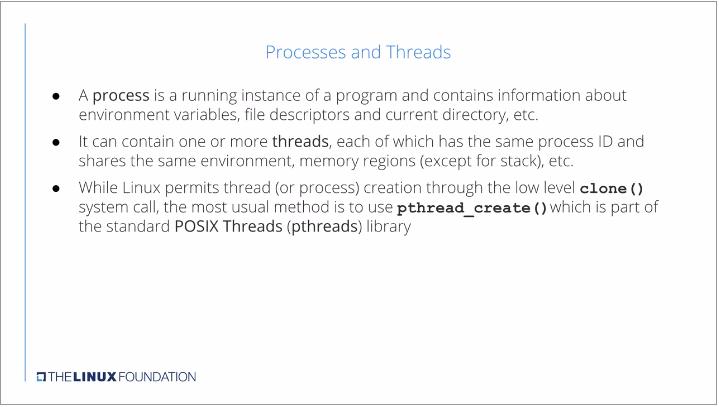 Processes and Threads
● A process is a running instance of a program and contains information about
environment variables, file descriptors and current directory, etc.
● It can contain one or more threads, each of which has the same process ID and
shares the same environment, memory regions (except for stack), etc.
● While Linux permits thread (or process) creation through the low level clone()
system call, the most usual method is to use pthread_create()which is part of
the standard POSIX Threads (pthreads) library
THE LINUX FOUNDATION